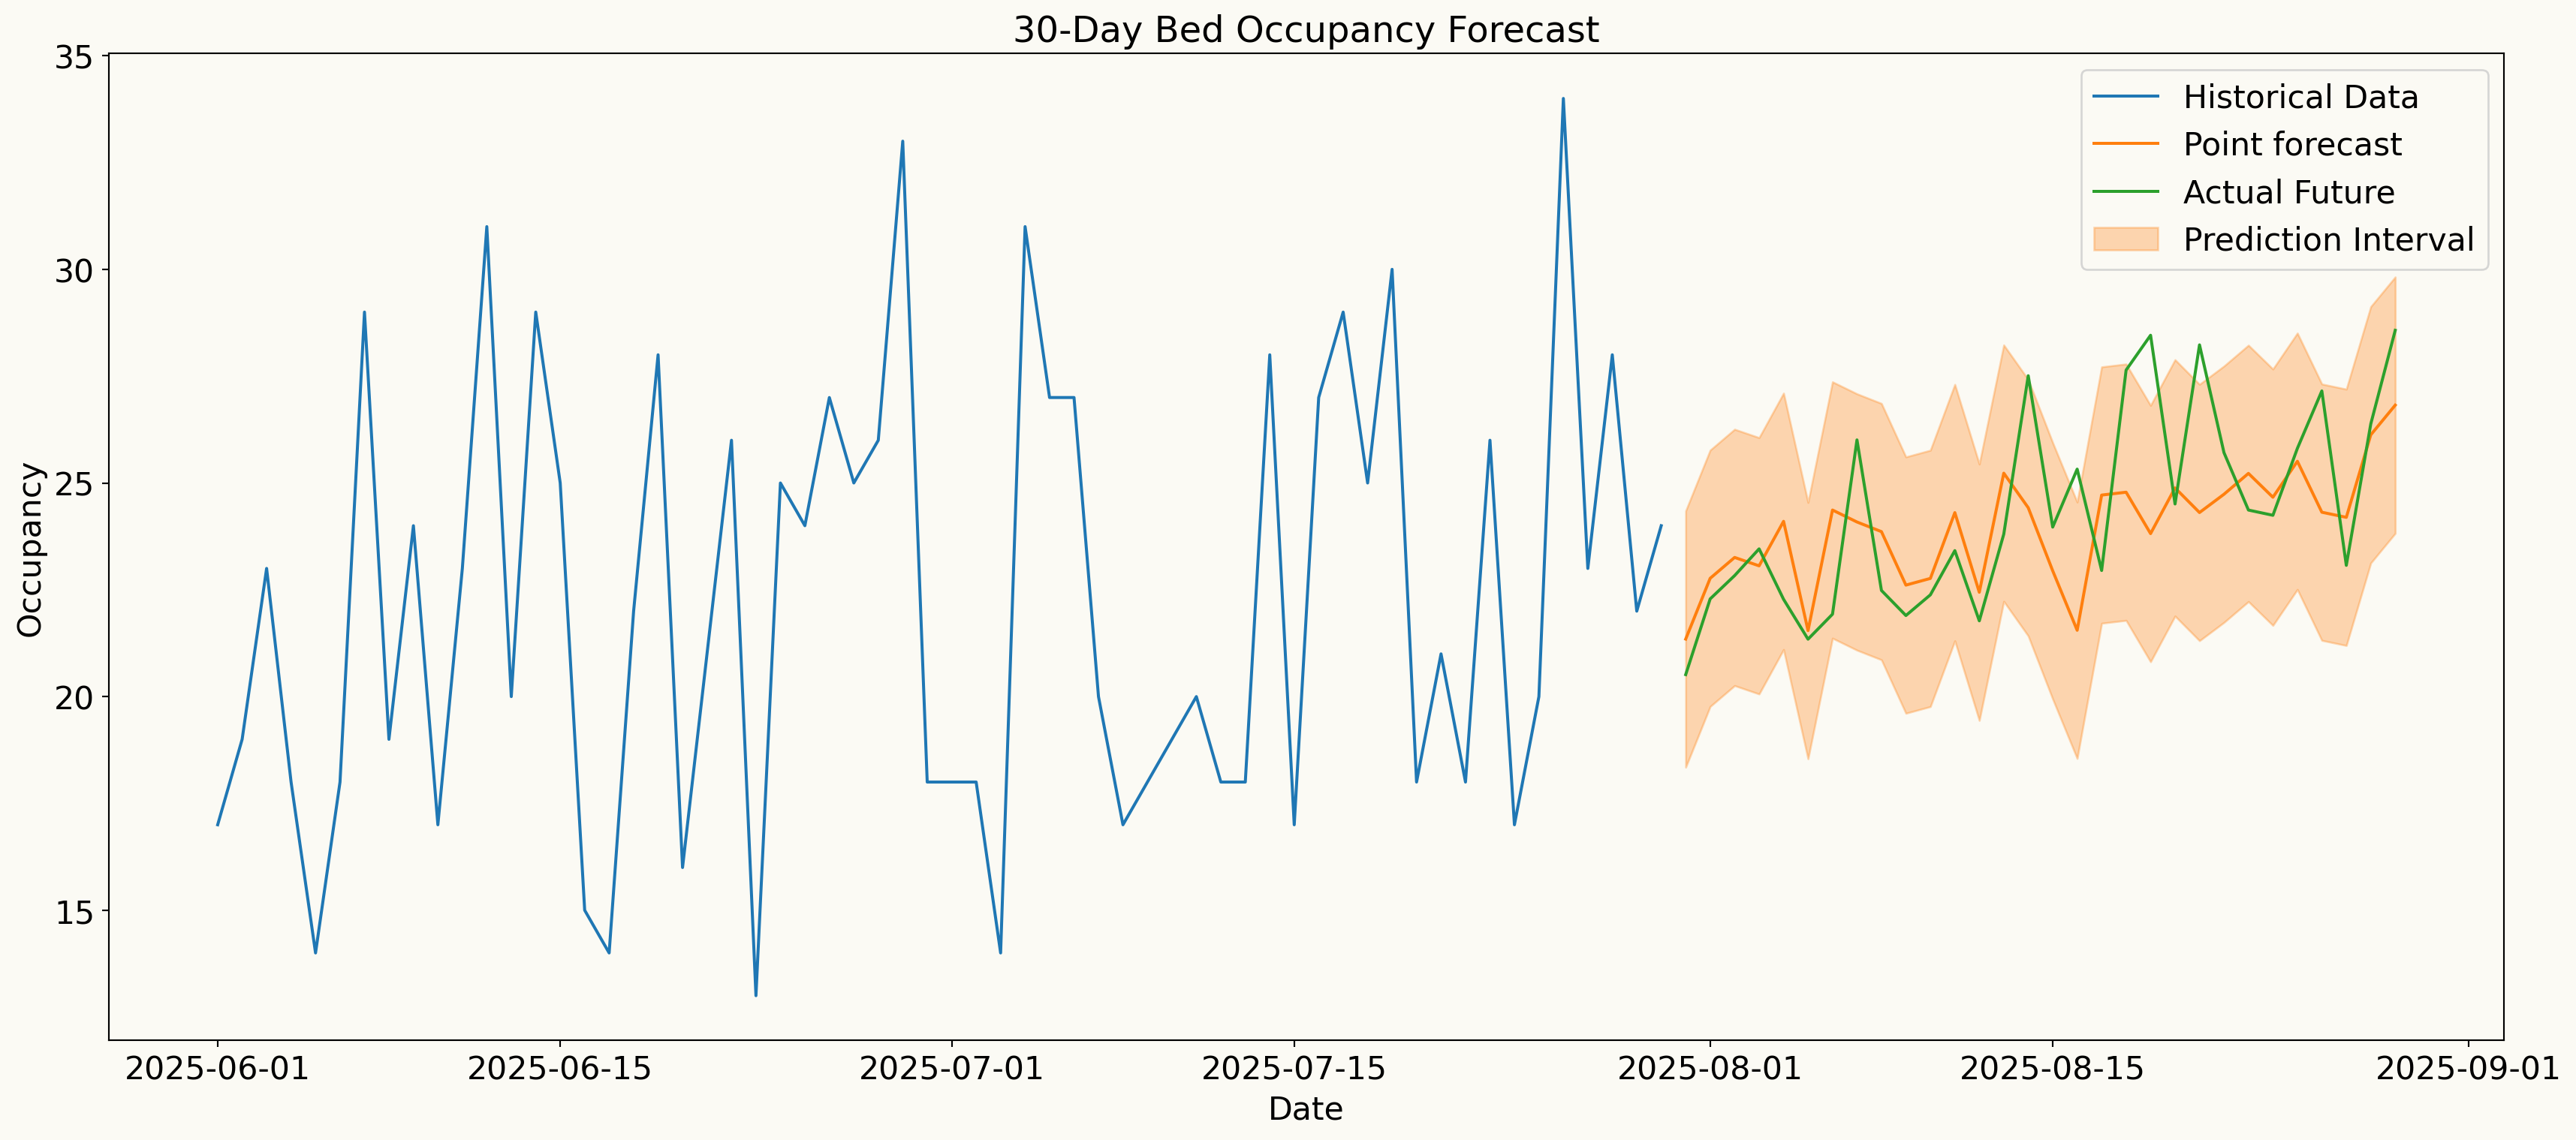 30-Day Bed Occupancy Forecast
35
30
25
20
15
Occupancy
Historical Data
Point forecast
Actual Future
Prediction Interval
2025-06-01 2025-06-15 2025-07-01 2025-07-15 2025-08-01 2025-08-15 2025-09-01
Date